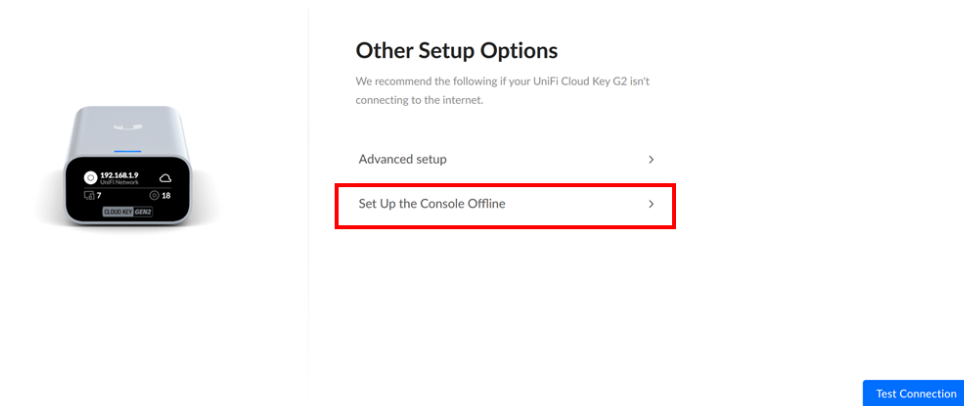 Other Setup Options
We recommend the following if your UniFi Cloud Key G2 isn't
connecting to the internet.
Advanced setup
Set Up the Console Offline
192.168.1.9
UniFi Network
7
18
CLOUD KEY GEN2
Test Connection